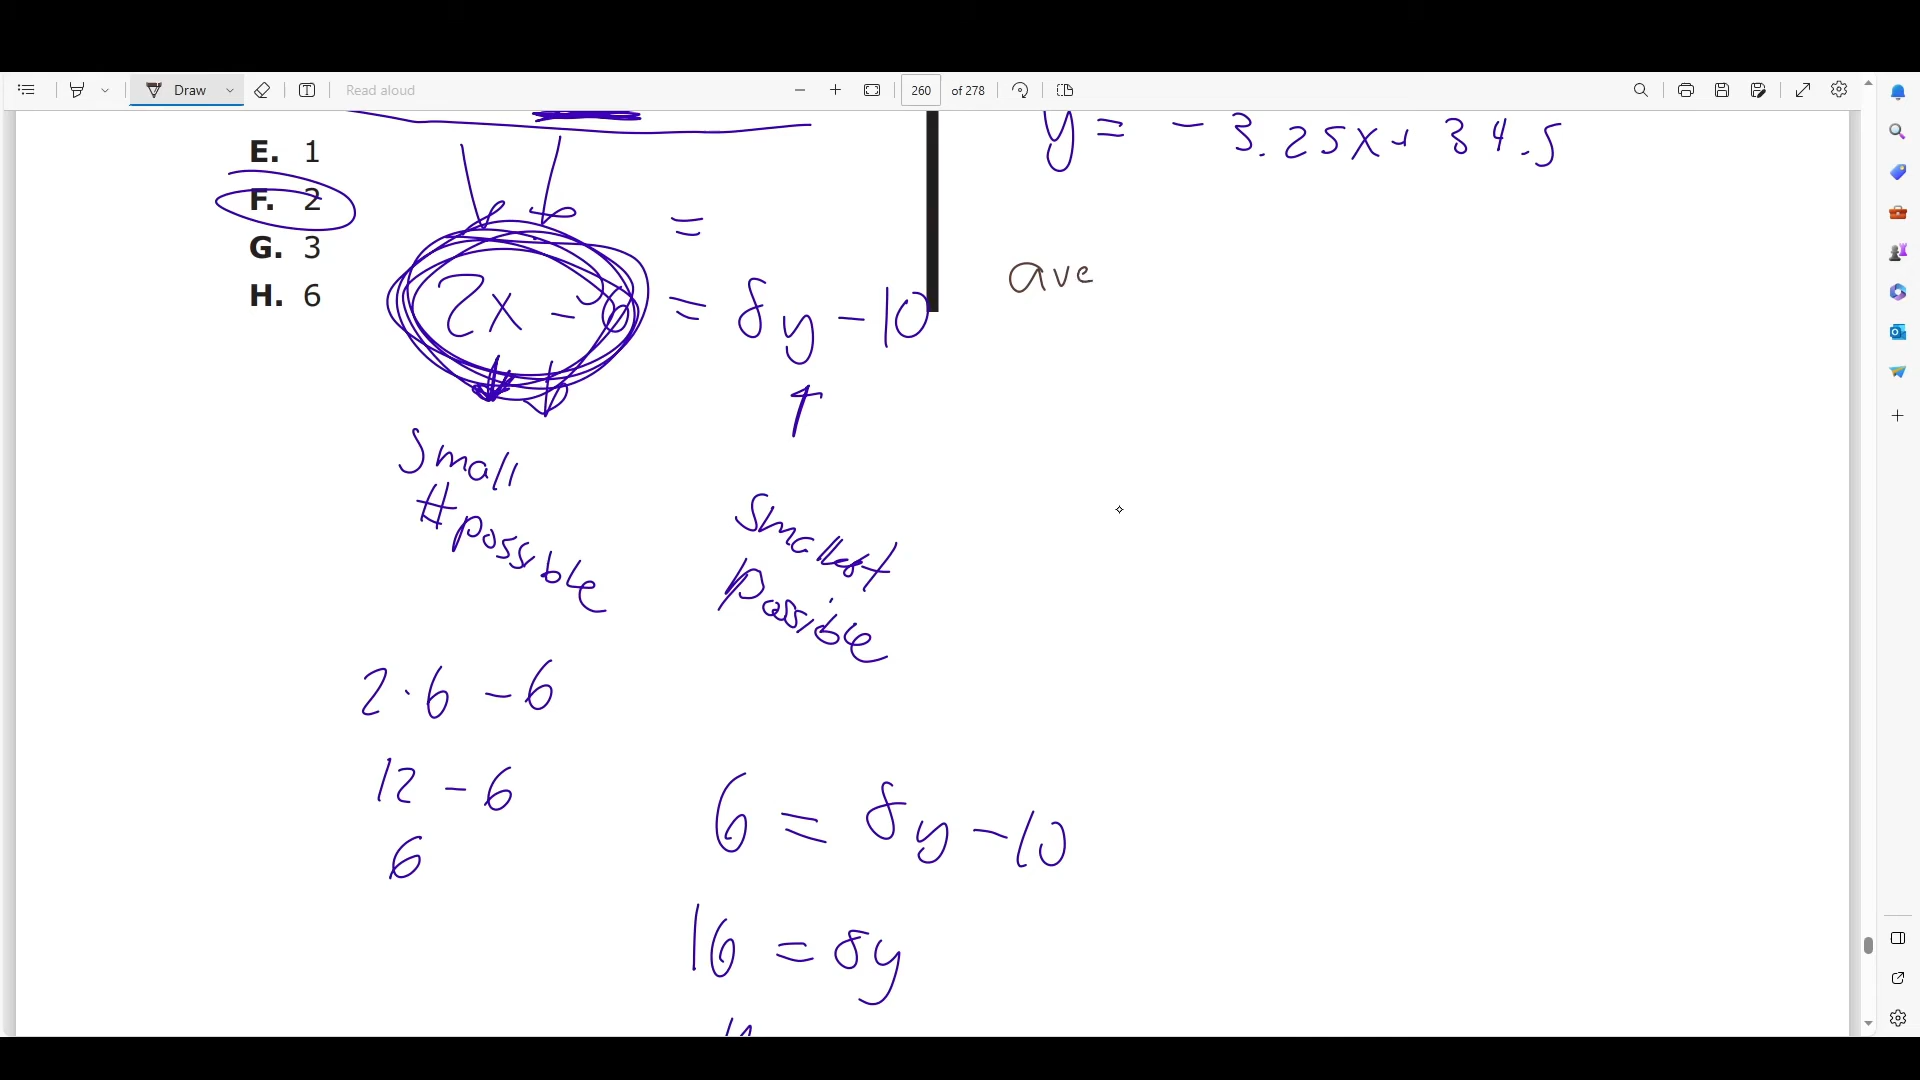 Draw
Read aloud
260 of 278
E. 1
F. 2
G. 3
H. 6
y = - 3.25x + 34.5
=
2x - 6 = 8y - 10
ave
Small
# possible
Smallest
possible
2 · 6 - 6
12 - 6
6
6 = 8y - 10
16 = 8y